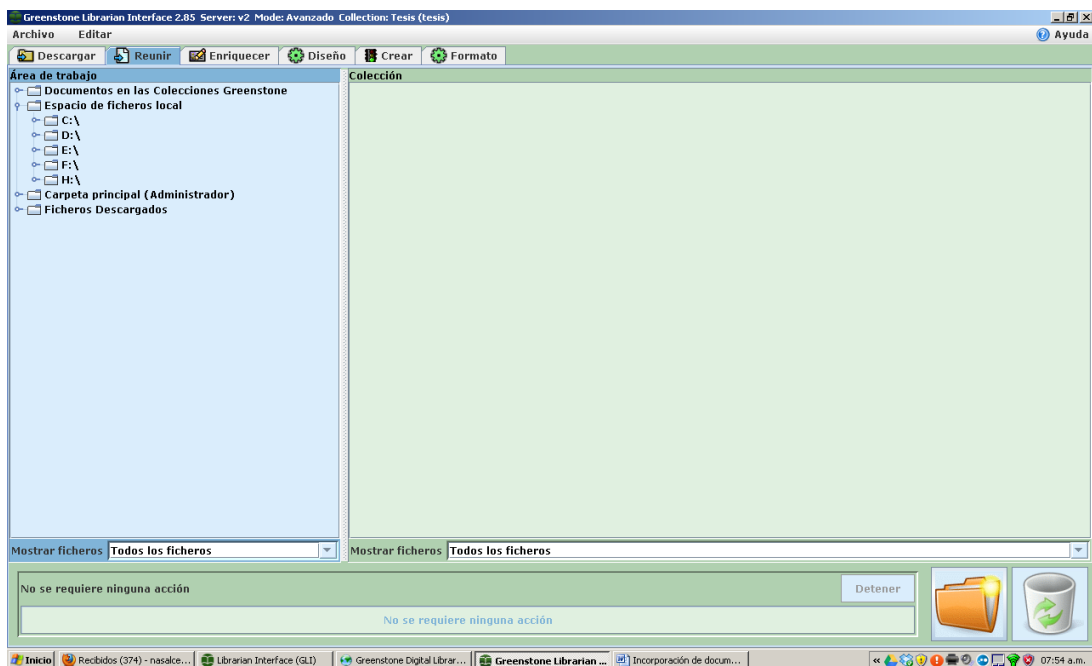 Greenstone Librarian Interface 2.85 Server: v2 Mode: Avanzado Collection: Tesis (tesis)
Archivo Editar Ayuda
Descargar Reunir Enriquecer Diseño Crear Formato
Área de trabajo
Documentos en las Colecciones Greenstone
Espacio de ficheros local
C:\
D:\
E:\
F:\
H:\
Carpeta principal (Administrador)
Ficheros Descargados
Mostrar ficheros Todos los ficheros
Colección
Mostrar ficheros Todos los ficheros
No se requiere ninguna acción Detener
No se requiere ninguna acción
Inicio Recibidos (374) - nasalce... Librarian Interface (GLI) Greenstone Digital Librar... Greenstone Librarian ... Incorporación de docum... « 07:54 a.m.